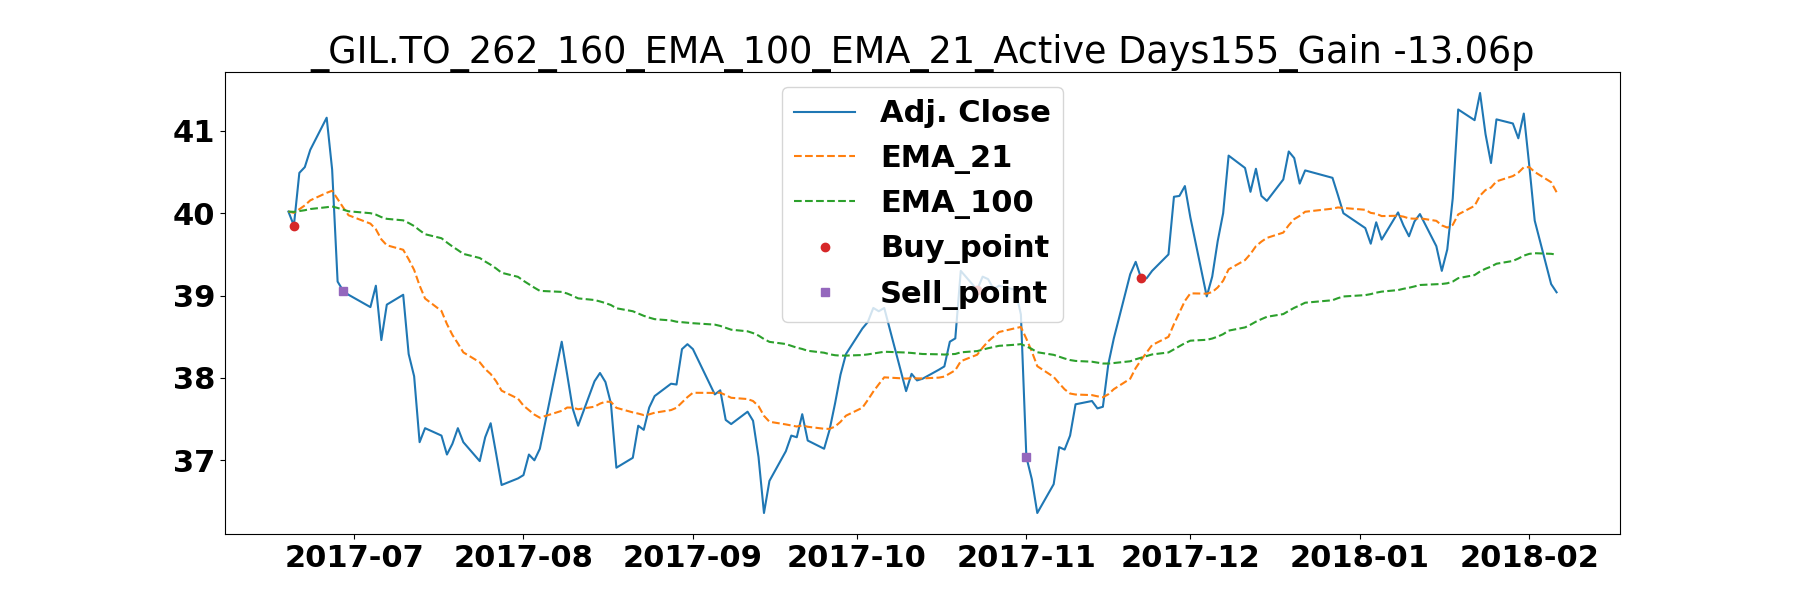 _GIL.TO_262_160_EMA_100_EMA_21_Active Days155_Gain -13.06p
Adj. Close
EMA_21
EMA_100
Buy_point
Sell_point
41
40
39
38
37
2017-07 2017-08 2017-09 2017-10 2017-11 2017-12 2018-01 2018-02